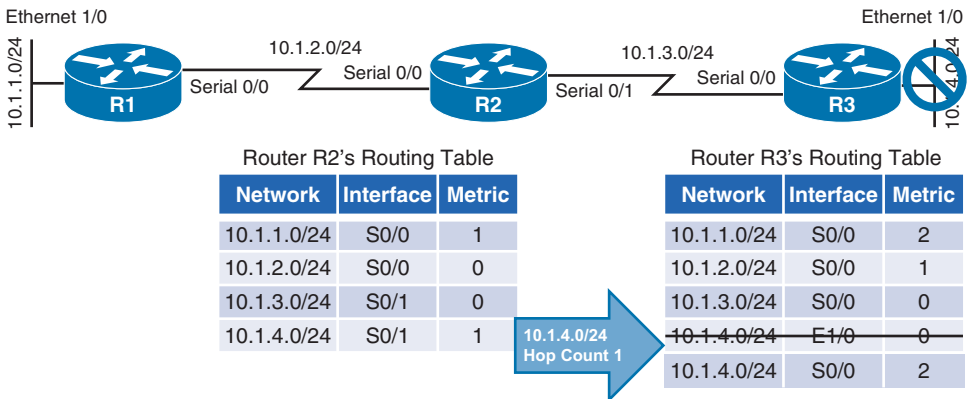 Ethernet 1/0
Ethernet 1/0
10.1.1.0/24
10.1.2.0/24
10.1.3.0/24
10.1.4.0/24
Serial 0/0
Serial 0/0
Serial 0/1
Serial 0/0
R1
R2
R3
Router R2's Routing Table
Network Interface Metric
10.1.1.0/24 S0/0 1
10.1.2.0/24 S0/0 0
10.1.3.0/24 S0/1 0
10.1.4.0/24 S0/1 1
10.1.4.0/24
Hop Count 1
Router R3's Routing Table
Network Interface Metric
10.1.1.0/24 S0/0 2
10.1.2.0/24 S0/0 1
10.1.3.0/24 S0/0 0
10.1.4.0/24 E1/0 0
10.1.4.0/24 S0/0 2